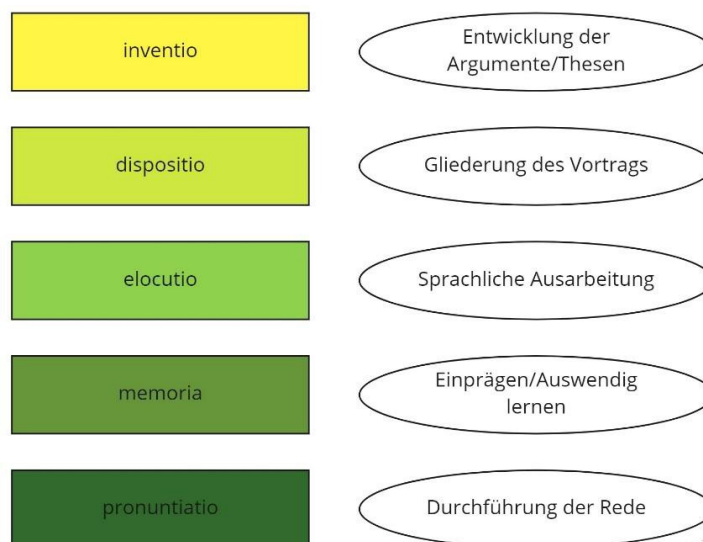 inventio
Entwicklung der
Argumente/Thesen
dispositio
Gliederung des Vortrags
elocutio
Sprachliche Ausarbeitung
memoria
Einprägen/Auswendig
lernen
pronuntiatio
Durchführung der Rede